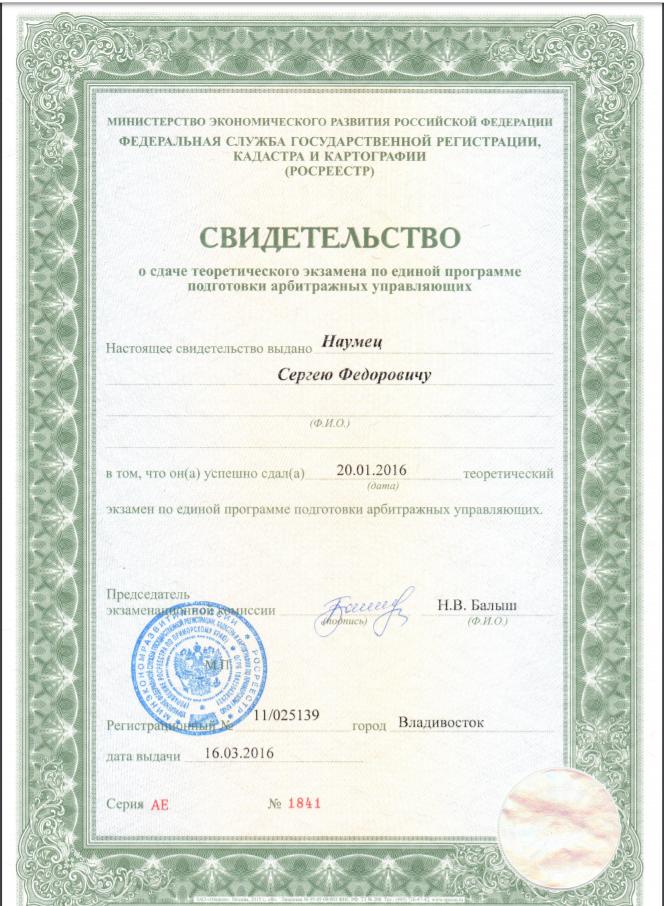 МИНИСТЕРСТВО ЭКОНОМИЧЕСКОГО РАЗВИТИЯ РОССИЙСКОЙ ФЕДЕРАЦИИ
ФЕДЕРАЛЬНАЯ СЛУЖБА ГОСУДАРСТВЕННОЙ РЕГИСТРАЦИИ,
КАДАСТРА И КАРТОГРАФИИ
(РОСРЕЕСТР)
СВИДЕТЕЛЬСТВО
о сдаче теоретического экзамена по единой программе
подготовки арбитражных управляющих
Настоящее свидетельство выдано Наумец
Сергею Федоровичу
(Ф.И.О.)
в том, что он(а) успешно сдал(а) 20.01.2016 теоретический
(дата)
экзамен по единой программе подготовки арбитражных управляющих.
Председатель
экзаменационной комиссии Н.В. Балыш
(подпись) (Ф.И.О.)
МИНЭКОНОМРАЗВИТИЯ РОССИИ
РОСРЕЕСТР
М.П.
Регистрационный № 11/025139 город Владивосток
дата выдачи 16.03.2016
Серия АЕ № 1841